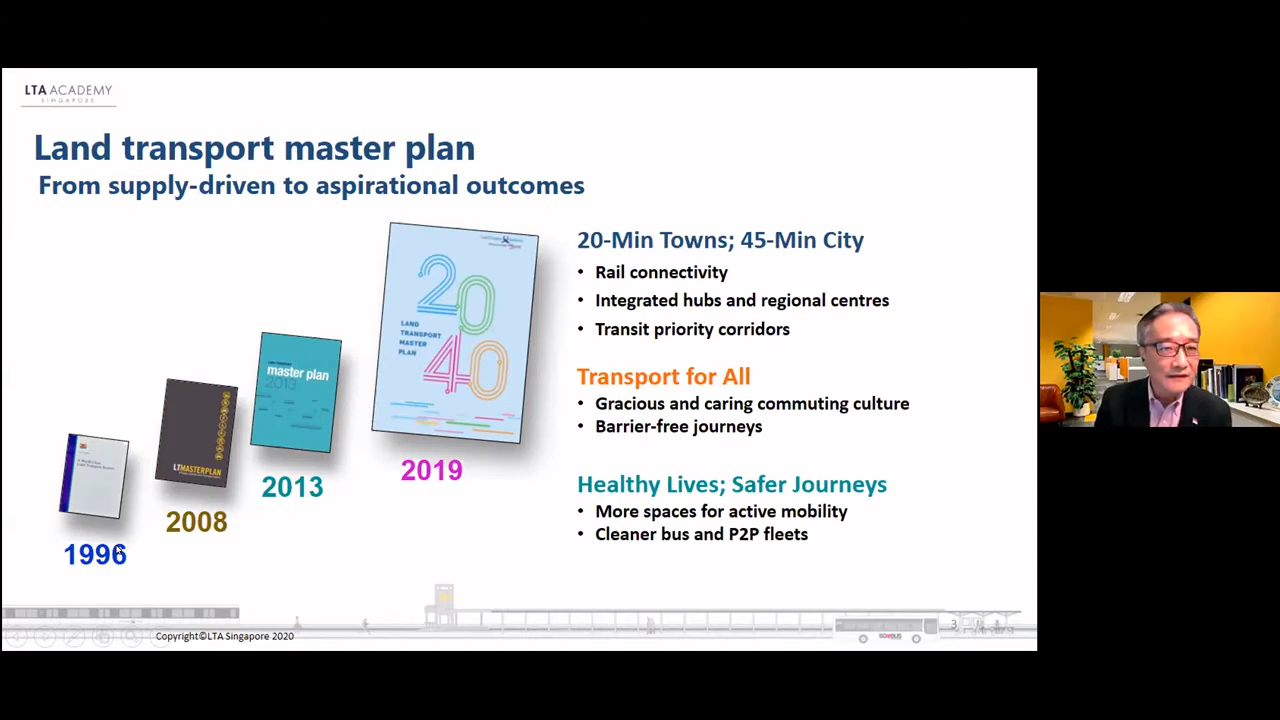 LTA ACADEMY
SINGAPORE
Land transport master plan
From supply-driven to aspirational outcomes
20-Min Towns; 45-Min City
• Rail connectivity
• Integrated hubs and regional centres
• Transit priority corridors
Transport for All
• Gracious and caring commuting culture
• Barrier-free journeys
Healthy Lives; Safer Journeys
• More spaces for active mobility
• Cleaner bus and P2P fleets
20
40
LAND
TRANSPORT
MASTER
PLAN
master plan
2013
LTMASTERPLAN
1996
2008
2013
2019
Copyright©LTA Singapore 2020
3